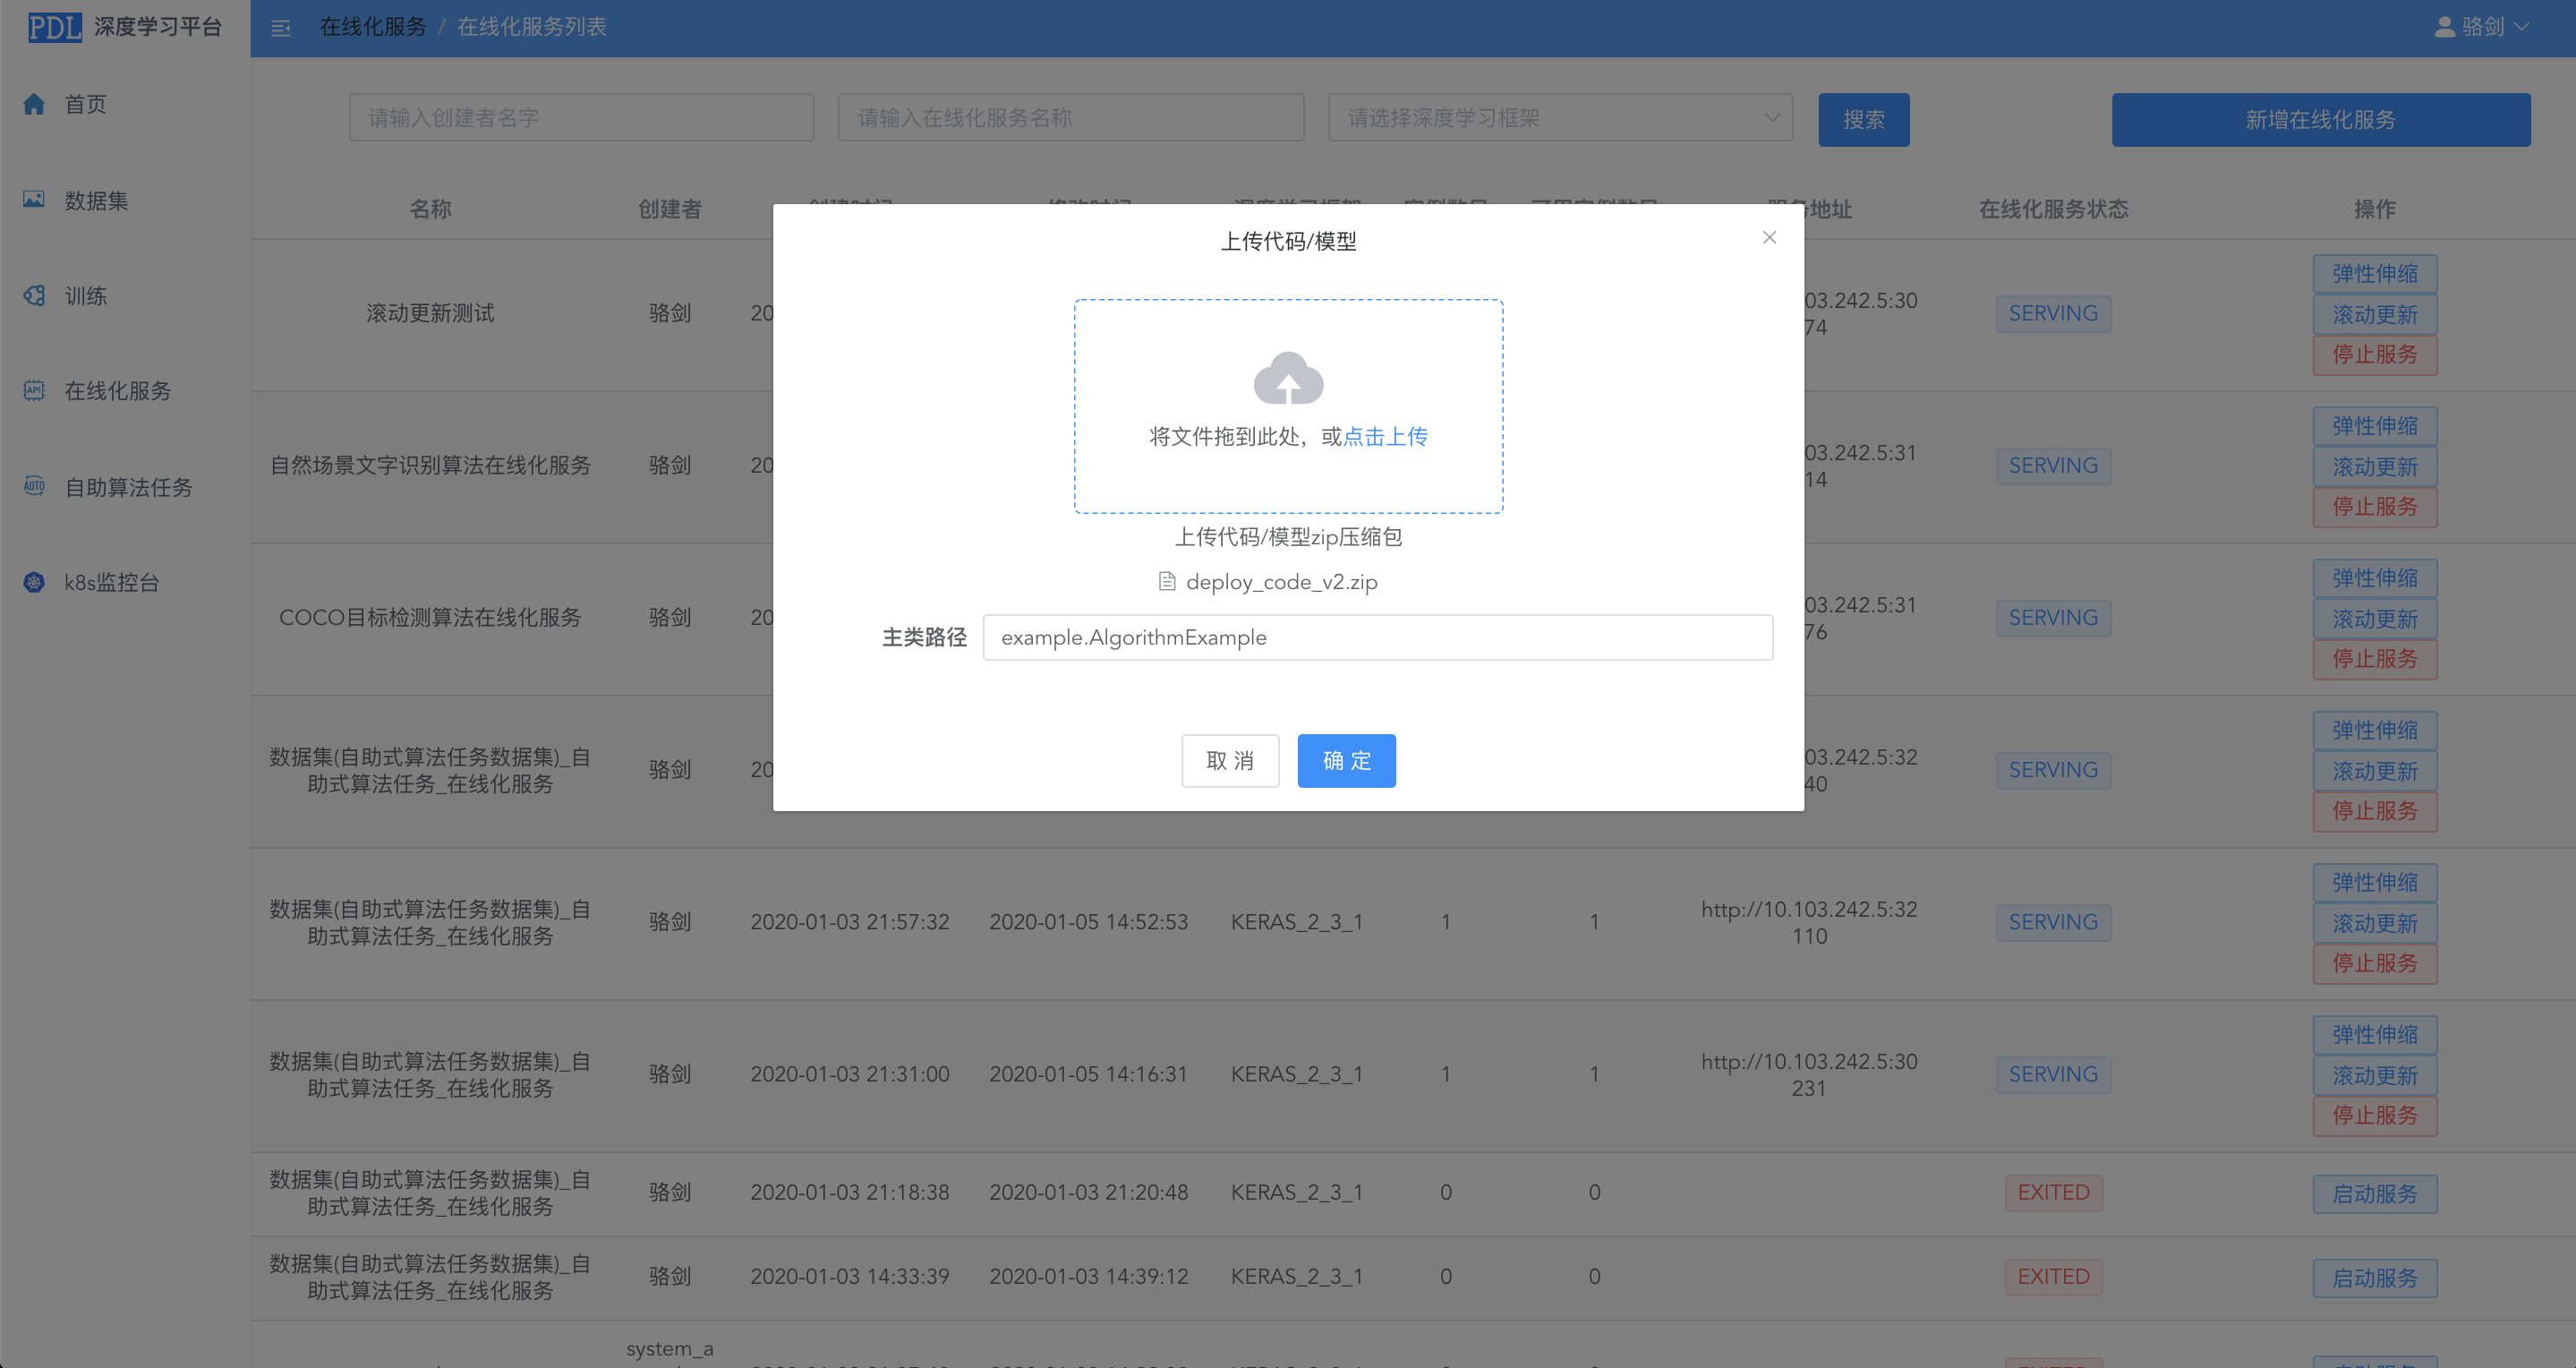 PDL 深度学习平台
在线化服务 / 在线化服务列表
骆剑
首页
数据集
训练
在线化服务
自助算法任务
k8s监控台
请输入创建者名字
请输入在线化服务名称
请选择深度学习框架
搜索
新增在线化服务
名称 创建者 创建时间 修改时间 深度学习框架 实例数目 可用实例数目 服务地址 在线化服务状态 操作
上传代码/模型
将文件拖到此处，或点击上传
上传代码/模型zip压缩包
deploy_code_v2.zip
主类路径 example.AlgorithmExample
取 消 确 定
滚动更新测试 骆剑 20 03.242.5:30 SERVING
74
弹性伸缩
滚动更新
停止服务
自然场景文字识别算法在线化服务 骆剑 20 03.242.5:31 SERVING
14
弹性伸缩
滚动更新
停止服务
COCO目标检测算法在线化服务 骆剑 20 03.242.5:31 SERVING
76
弹性伸缩
滚动更新
停止服务
数据集(自助式算法任务数据集)_自
助式算法任务_在线化服务
骆剑 20 03.242.5:32 SERVING
40
弹性伸缩
滚动更新
停止服务
数据集(自助式算法任务数据集)_自
助式算法任务_在线化服务
骆剑 2020-01-03 21:57:32 2020-01-05 14:52:53 KERAS_2_3_1 1 1 http://10.103.242.5:32
110
SERVING
弹性伸缩
滚动更新
停止服务
数据集(自助式算法任务数据集)_自
助式算法任务_在线化服务
骆剑 2020-01-03 21:31:00 2020-01-05 14:16:31 KERAS_2_3_1 1 1 http://10.103.242.5:30
231
SERVING
弹性伸缩
滚动更新
停止服务
数据集(自助式算法任务数据集)_自
助式算法任务_在线化服务
骆剑 2020-01-03 21:18:38 2020-01-03 21:20:48 KERAS_2_3_1 0 0 EXITED 启动服务
数据集(自助式算法任务数据集)_自
助式算法任务_在线化服务
骆剑 2020-01-03 14:33:39 2020-01-03 14:39:12 KERAS_2_3_1 0 0 EXITED 启动服务
system_a